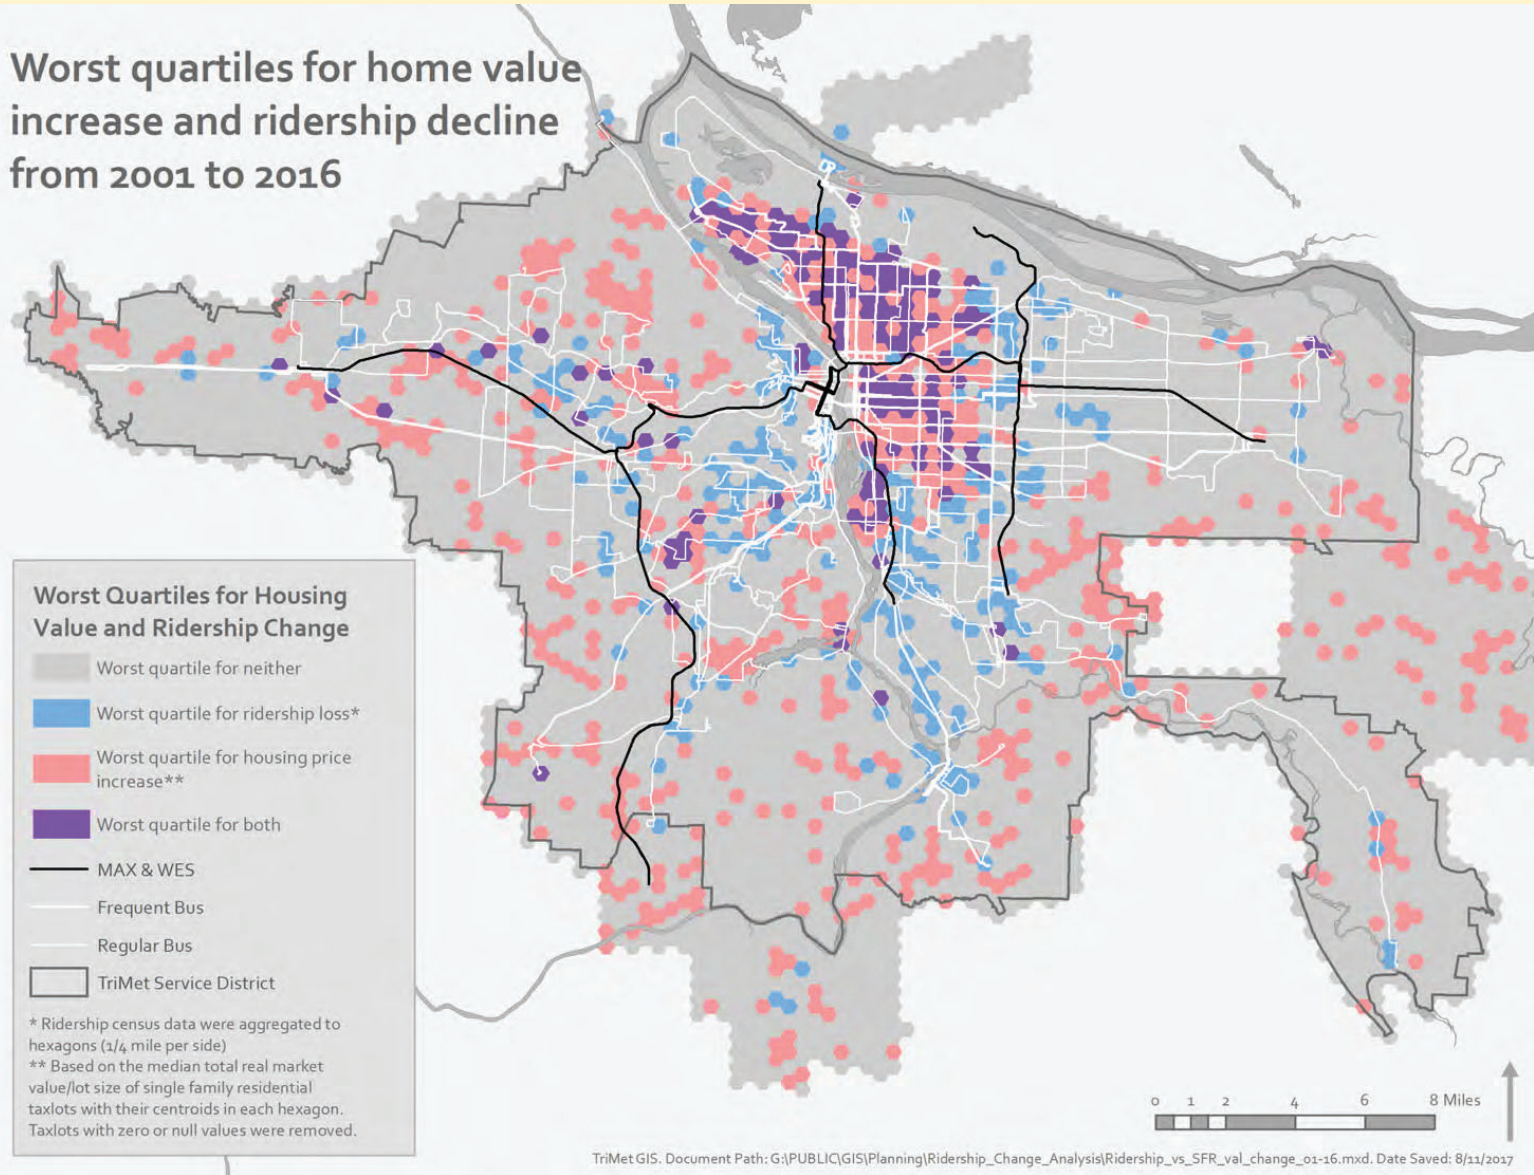 Worst quartiles for home value
increase and ridership decline
from 2001 to 2016
Worst Quartiles for Housing
Value and Ridership Change
Worst quartile for neither
Worst quartile for ridership loss*
Worst quartile for housing price
increase**
Worst quartile for both
MAX & WES
Frequent Bus
Regular Bus
TriMet Service District
* Ridership census data were aggregated to
hexagons (1/4 mile per side)
** Based on the median total real market
value/lot size of single family residential
taxlots with their centroids in each hexagon.
Taxlots with zero or null values were removed.
0 1 2 4 6 8 Miles
TriMet GIS. Document Path: G:\PUBLIC\GIS\Planning\Ridership_Change_Analysis\Ridership_vs_SFR_val_change_01-16.mxd. Date Saved: 8/11/2017